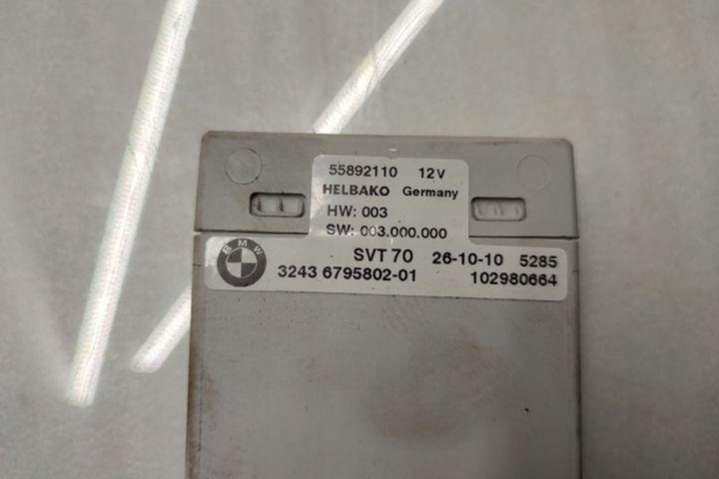 55892110 12V
HELBAKO Germany
HW: 003
SW: 003.000.000
BMW
SVT 70 26-10-10 5285
3243 6795802-01 102980664